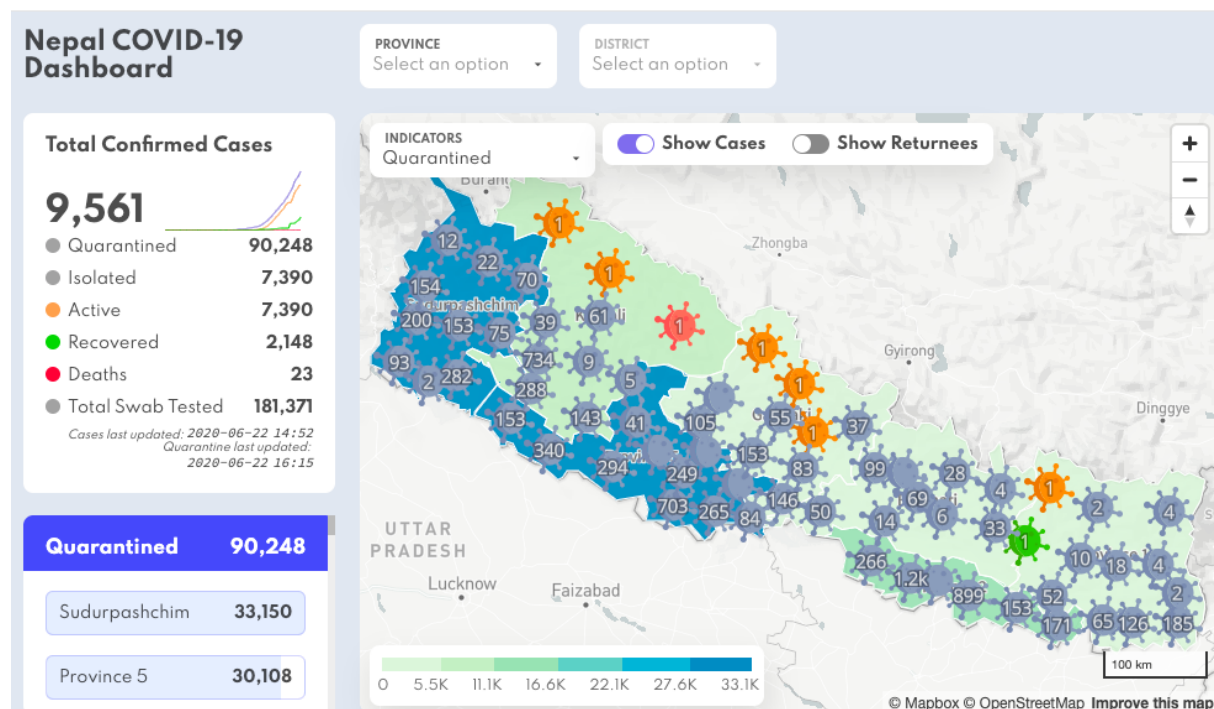 Nepal COVID-19
Dashboard
PROVINCE
Select an option
DISTRICT
Select an option
Total Confirmed Cases
9,561
Quarantined 90,248
Isolated 7,390
Active 7,390
Recovered 2,148
Deaths 23
Total Swab Tested 181,371
Cases last updated: 2020-06-22 14:52
Quarantine last updated:
2020-06-22 16:15
Quarantined 90,248
Sudurpashchim 33,150
Province 5 30,108
INDICATORS
Quarantined
Show Cases
Show Returnees
+
−
Burang
1
12
Zhongba
22
1
70
154
Sudurpashchim
200
153
75
39
61
1
1
Gyirong
93
734
9
2
282
288
5
1
Dinggye
153
143
41
105
55
1
37
340
153
294
249
83
99
28
4
1
703
265
84
146
50
69
6
14
33
2
4
1
UTTAR
PRADESH
266
10
18
4
Lucknow
Faizabad
1.2k
899
153
52
2
171
65
126
185
0 5.5K 11.1K 16.6K 22.1K 27.6K 33.1K
100 km
© Mapbox © OpenStreetMap Improve this map